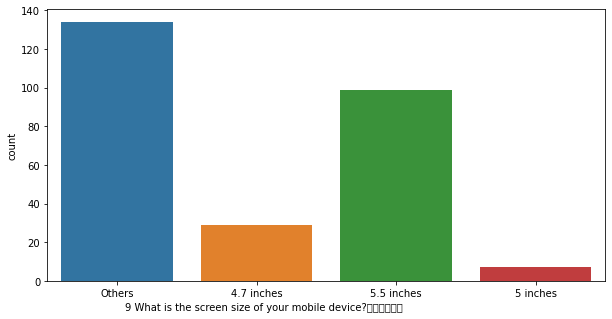 140
120
100
80
60
40
20
0
count
Others 4.7 inches 5.5 inches 5 inches
9 What is the screen size of your mobile device?